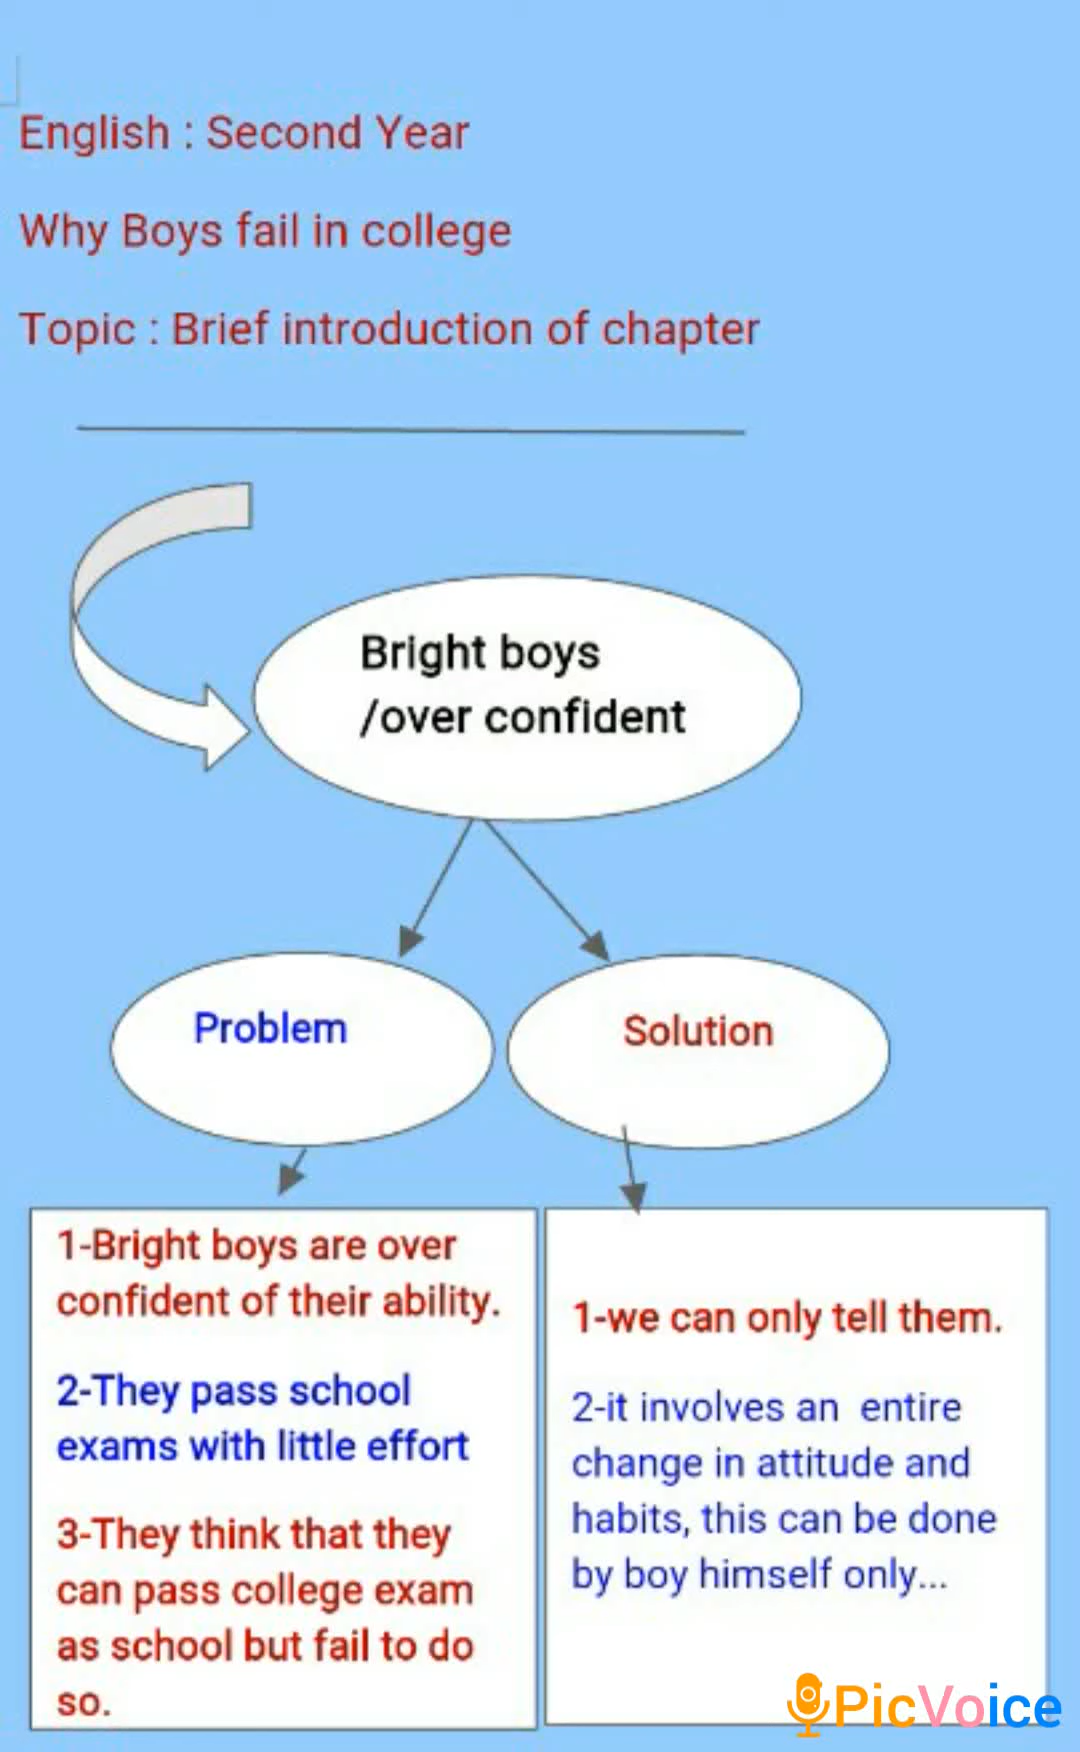 English : Second Year
Why Boys fail in college
Topic : Brief introduction of chapter
Bright boys
/over confident
Problem
Solution
1-Bright boys are over
confident of their ability.
2-They pass school
exams with little effort
3-They think that they
can pass college exam
as school but fail to do
so.
1-we can only tell them.
2-it involves an  entire
change in attitude and
habits, this can be done
by boy himself only...
PicVoice